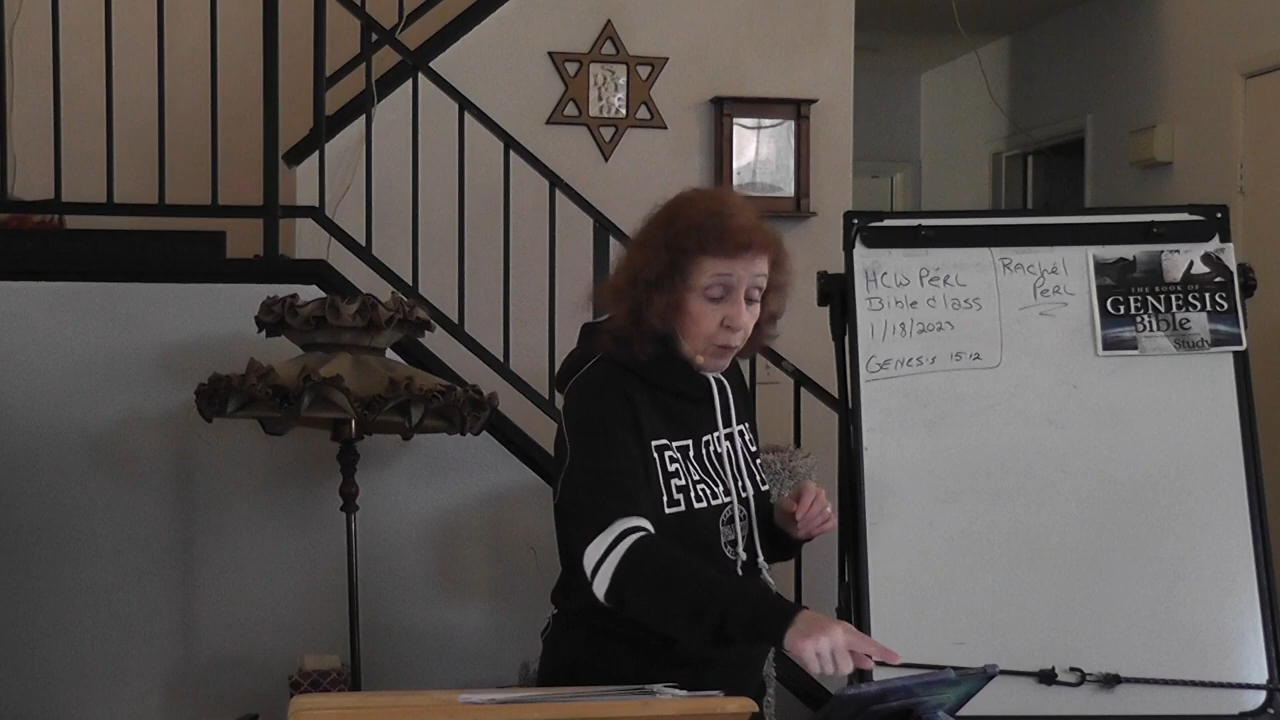 HCW Perl
Bible Class
1/18/2023
Genesis 15:12
Rachel
Perl
THE BOOK OF
GENESIS
Bible
Study
FAITH